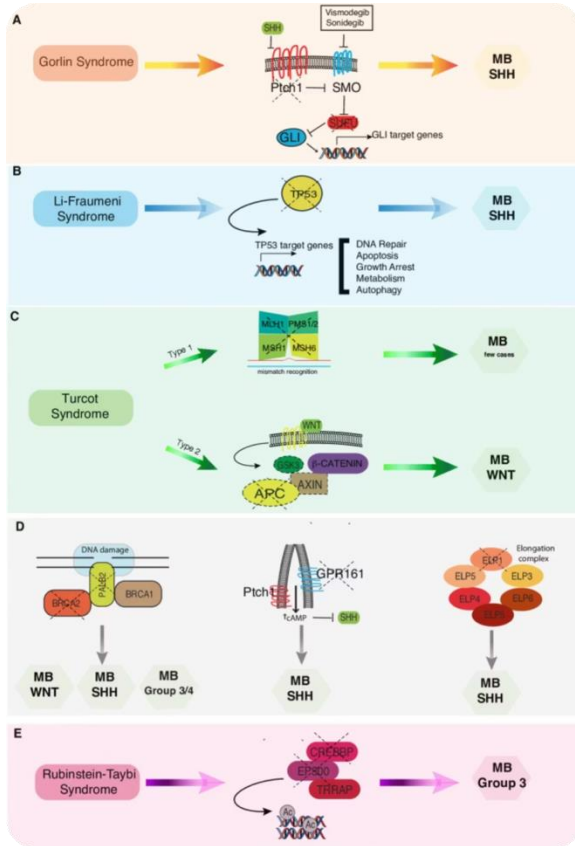 A
Gorlin Syndrome
SHH
Vismodegib
Sonidegib
Ptch1
SMO
SUFU
GLI
GLI target genes
MB
SHH
B
Li-Fraumeni
Syndrome
TP53
TP53 target genes
DNA Repair
Apoptosis
Growth Arrest
Metabolism
Autophagy
MB
SHH
C
Turcot
Syndrome
Type 1
MLH1
PMS1/2
MSH1
MSH6
mismatch recognition
MB
few cases
Type 2
WNT
GSK3
β-CATENIN
APC
AXIN
MB
WNT
D
DNA damage
PALB2
BRCA2
BRCA1
MB
WNT
MB
SHH
MB
Group 3/4
Ptch1
GPR161
↑cAMP
SHH
MB
SHH
Elongation
complex
ELP1
ELP5
ELP3
ELP4
ELP6
MB
SHH
E
Rubinstein-Taybi
Syndrome
CREBBP
EP300
TRRAP
Ac
Ac
MB
Group 3